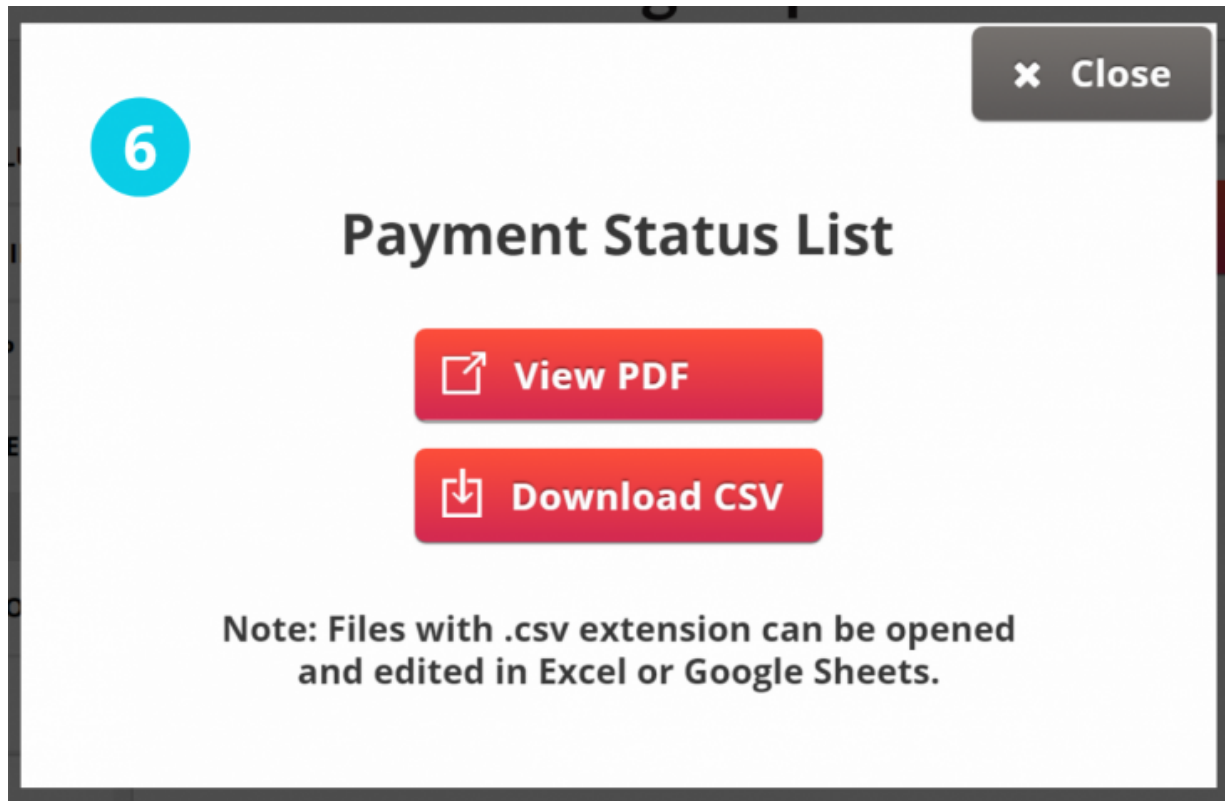 Close
6
Payment Status List
View PDF
Download CSV
Note: Files with .csv extension can be opened
and edited in Excel or Google Sheets.